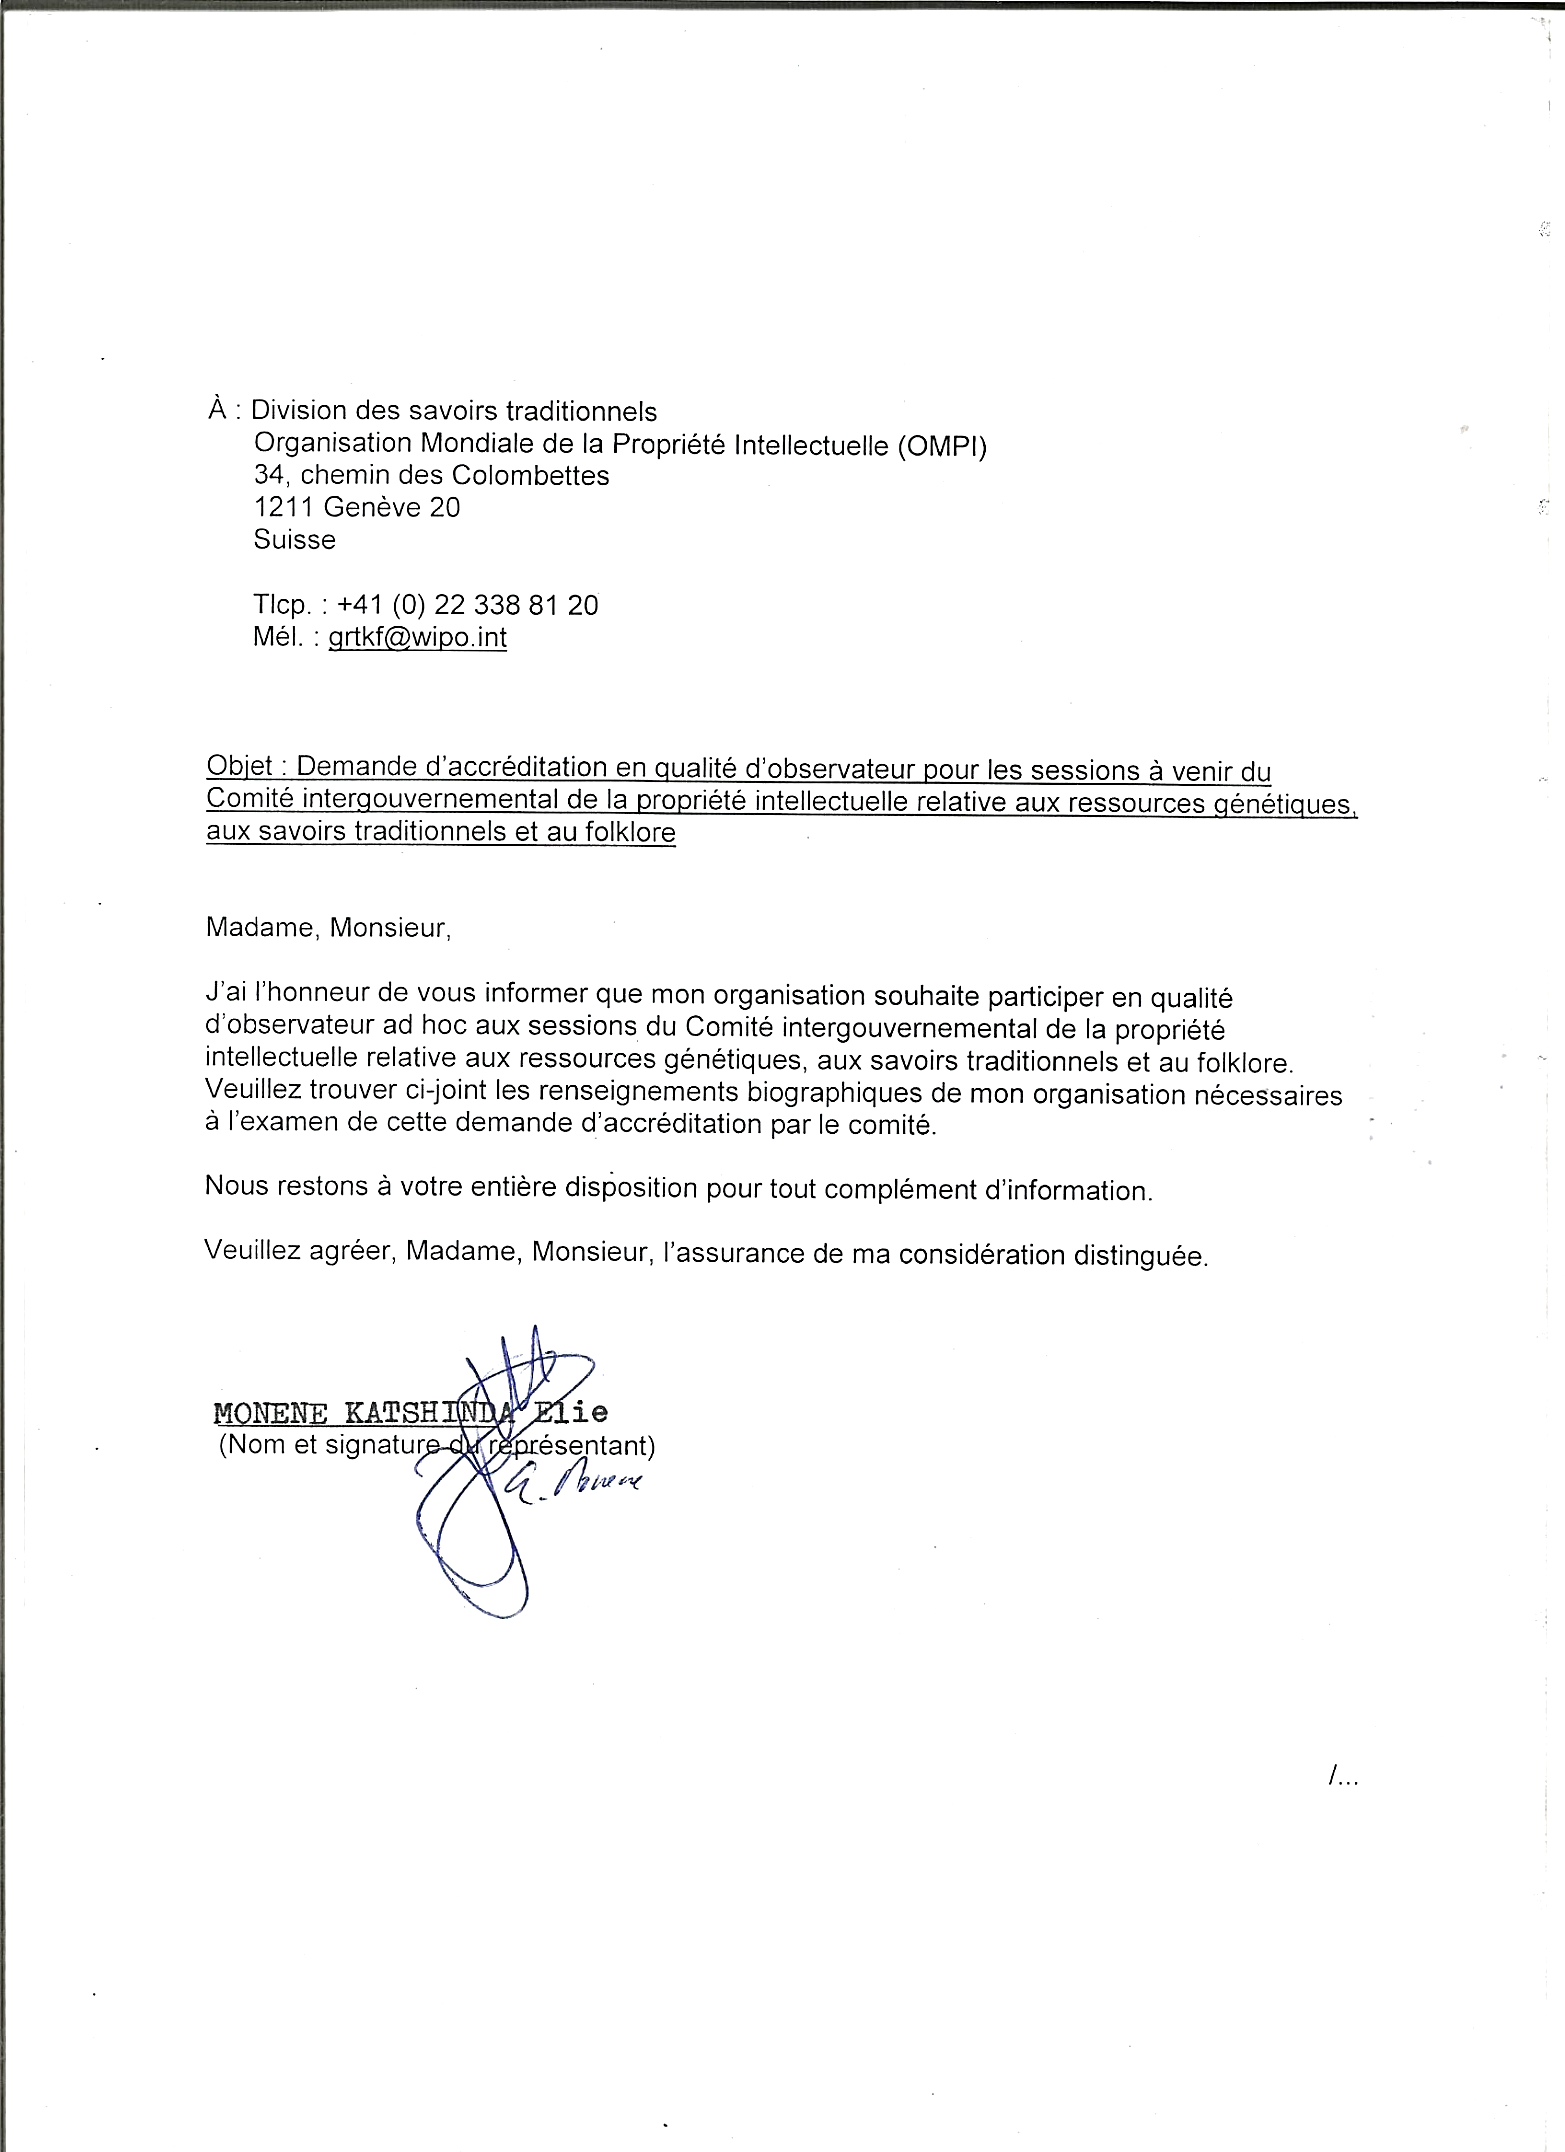 À : Division des savoirs traditionnels
Organisation Mondiale de la Propriété Intellectuelle (OMPI)
34, chemin des Colombettes
1211 Genève 20
Suisse
Tlcp. : +41 (0) 22 338 81 20
Mél. : grtkf@wipo.int
Objet : Demande d'accréditation en qualité d'observateur pour les sessions à venir du
Comité intergouvernemental de la propriété intellectuelle relative aux ressources génétiques,
aux savoirs traditionnels et au folklore
Madame, Monsieur,
J'ai l'honneur de vous informer que mon organisation souhaite participer en qualité
d'observateur ad hoc aux sessions du Comité intergouvernemental de la propriété
intellectuelle relative aux ressources génétiques, aux savoirs traditionnels et au folklore.
Veuillez trouver ci-joint les renseignements biographiques de mon organisation nécessaires
à l'examen de cette demande d'accréditation par le comité.
Nous restons à votre entière disposition pour tout complément d'information.
Veuillez agréer, Madame, Monsieur, l'assurance de ma considération distinguée.
MONENE KATSHINDA Elie
(Nom et signature du représentant)
/...